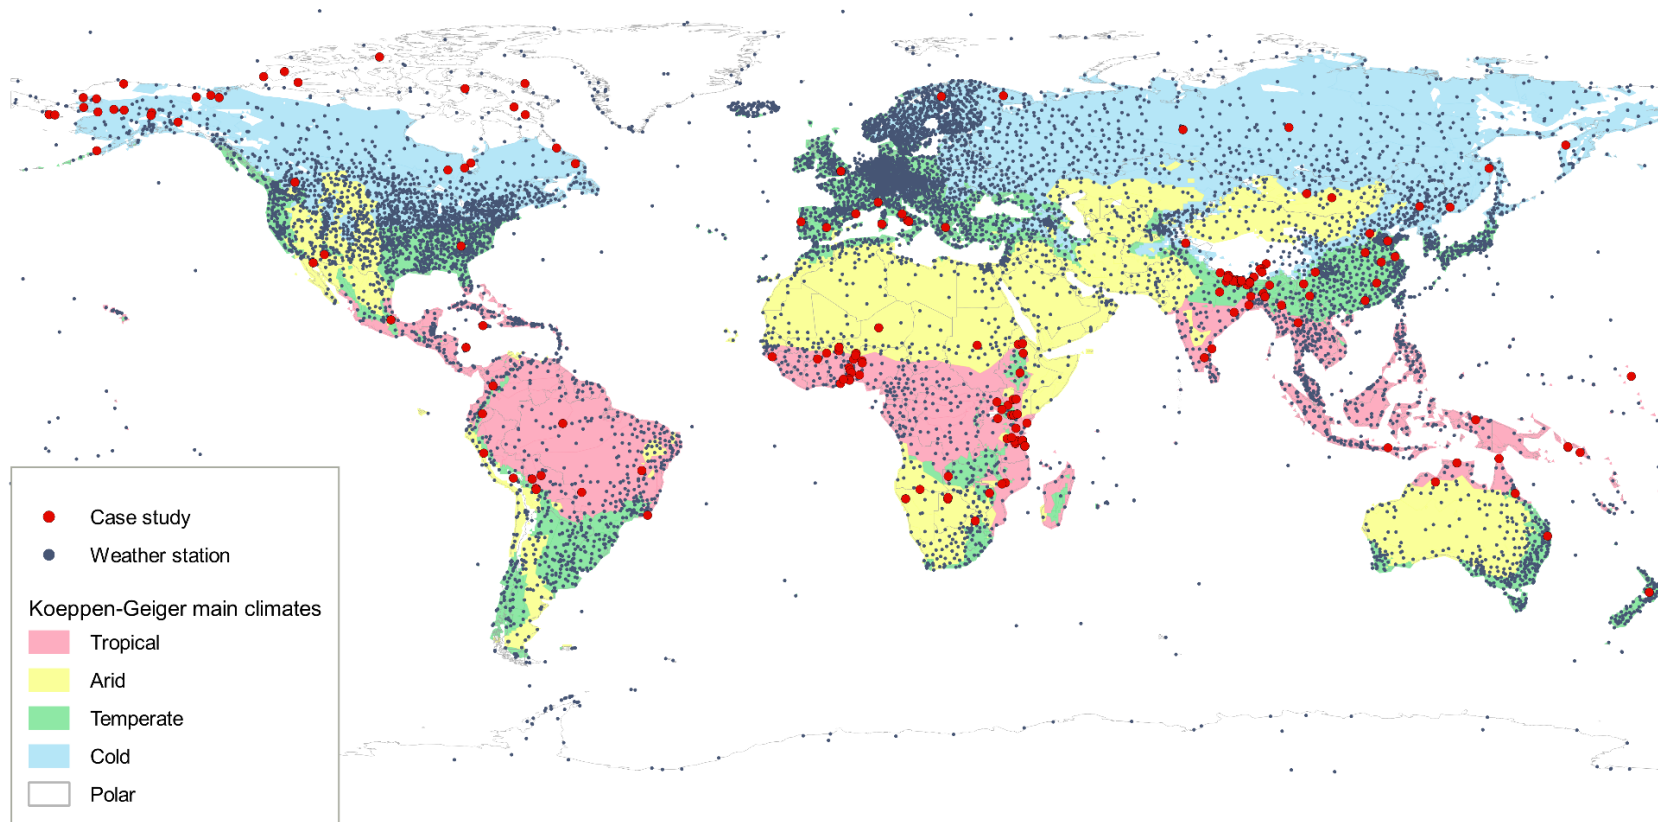 Case study
Weather station
Koeppen-Geiger main climates
Tropical
Arid
Temperate
Cold
Polar